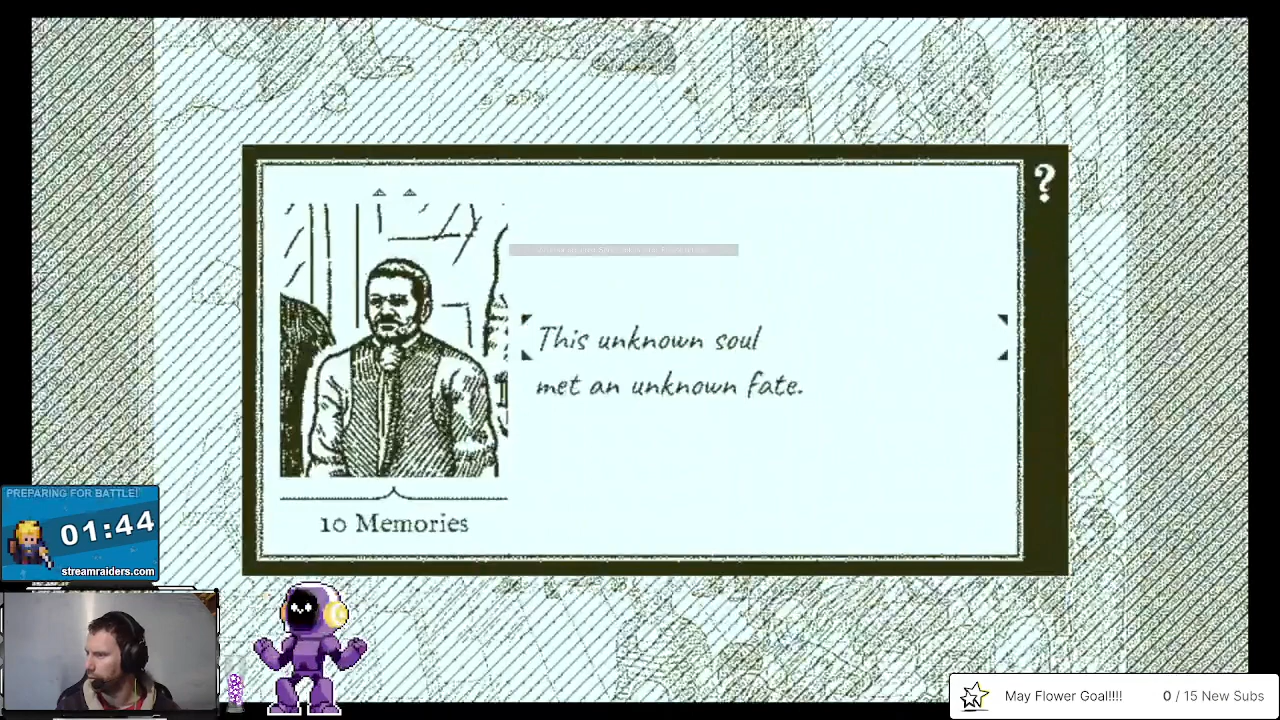 ?
This unknown soul
met an unknown fate.
10 Memories
PREPARING FOR BATTLE!
01:44
streamraiders.com
May Flower Goal!!!! 0 / 15 New Subs